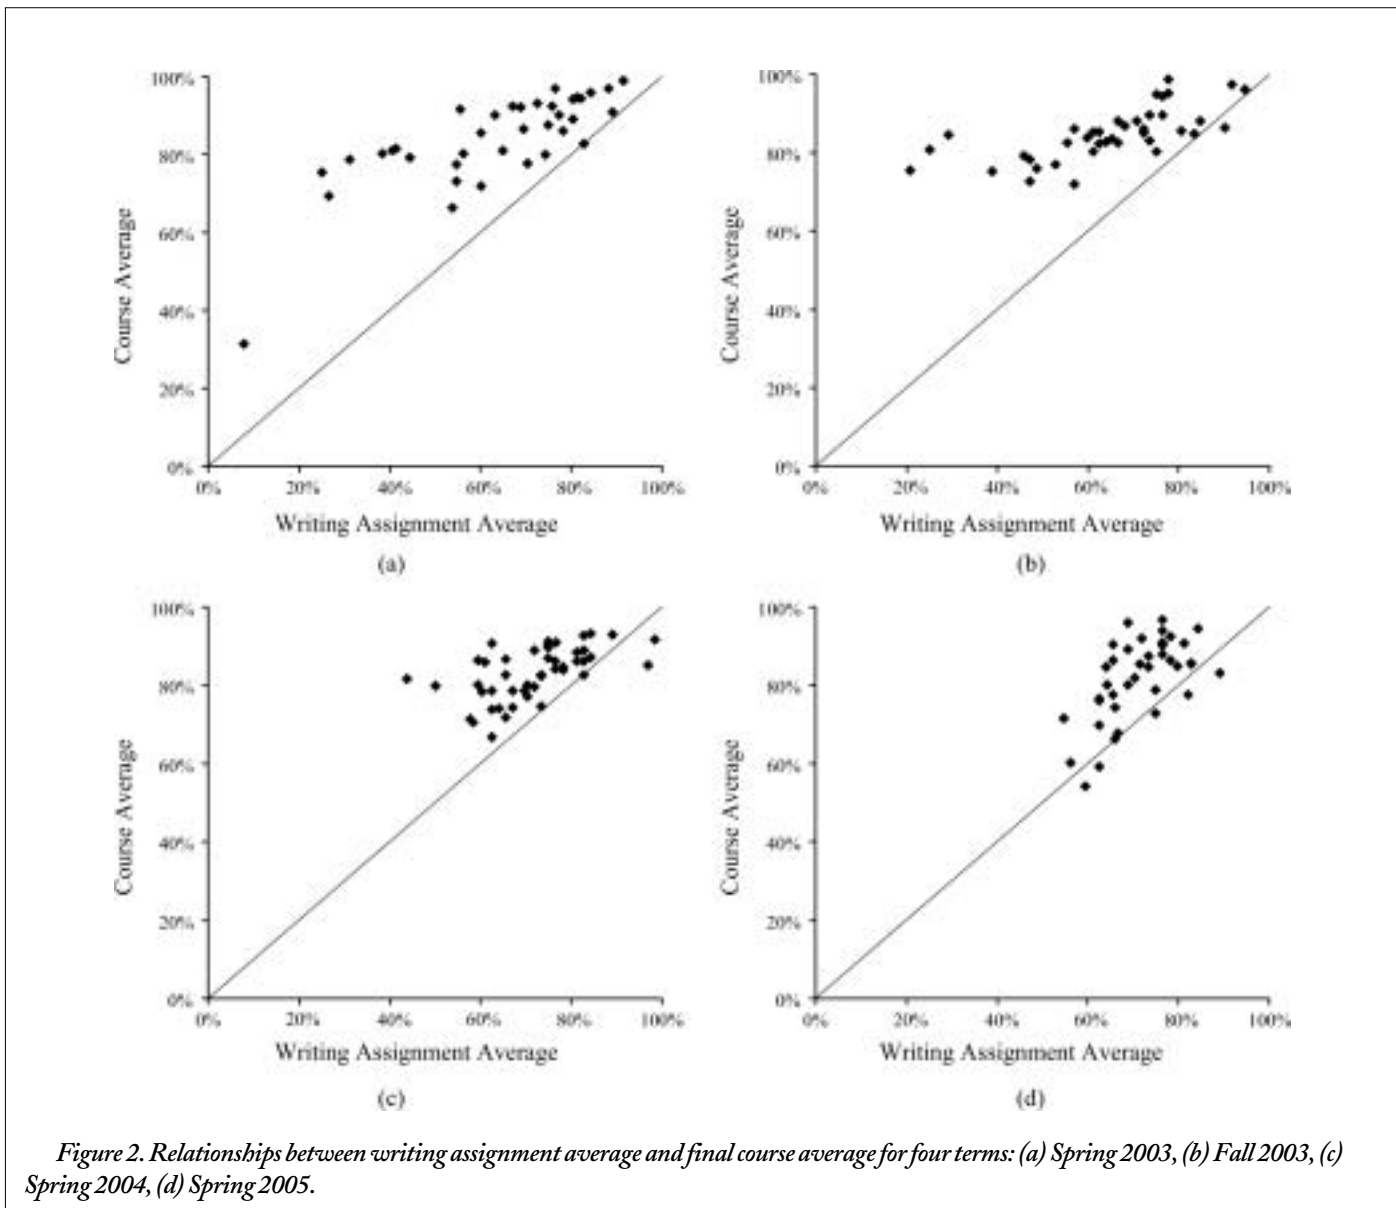 100%
80%
60%
40%
20%
0%
Course Average
0% 20% 40% 60% 80% 100%
Writing Assignment Average
(a)
100%
80%
60%
40%
20%
0%
Course Average
0% 20% 40% 60% 80% 100%
Writing Assignment Average
(b)
100%
80%
60%
40%
20%
0%
Course Average
0% 20% 40% 60% 80% 100%
Writing Assignment Average
(c)
100%
80%
60%
40%
20%
0%
Course Average
0% 20% 40% 60% 80% 100%
Writing Assignment Average
(d)
Figure 2. Relationships between writing assignment average and final course average for four terms: (a) Spring 2003, (b) Fall 2003, (c)
Spring 2004, (d) Spring 2005.